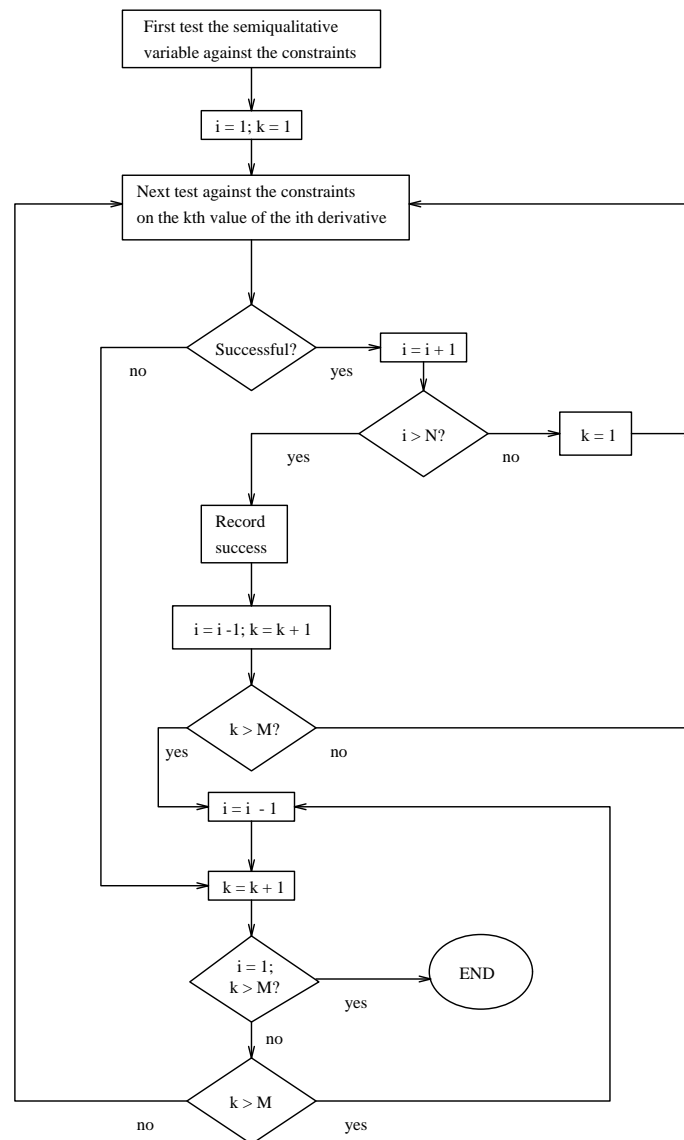 First test the semiqualitative
variable against the constraints
i = 1; k = 1
Next test against the constraints
on the kth value of the ith derivative
Successful?
no
yes
i = i + 1
i > N?
yes
no
k = 1
Record
success
i = i -1; k = k + 1
k > M?
yes
no
i = i - 1
k = k + 1
i = 1;
k > M?
yes
END
no
k > M
no
yes